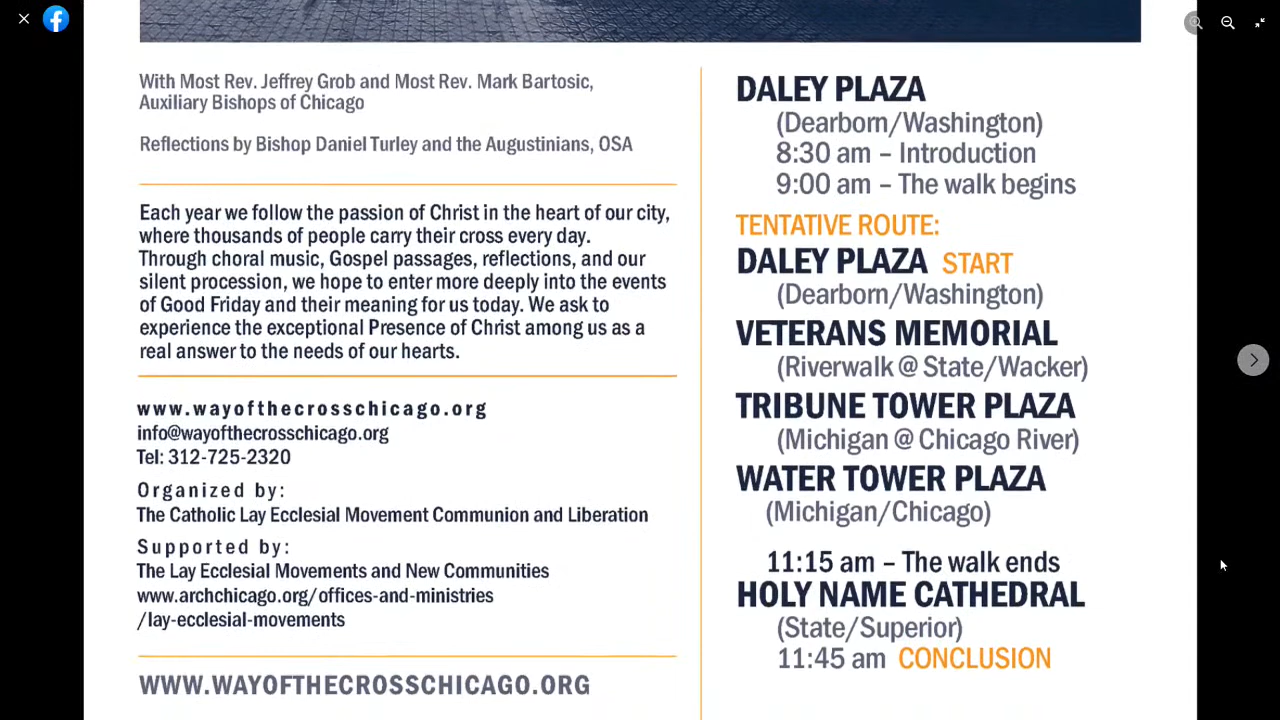 With Most Rev. Jeffrey Grob and Most Rev. Mark Bartosic,
Auxiliary Bishops of Chicago
Reflections by Bishop Daniel Turley and the Augustinians, OSA
Each year we follow the passion of Christ in the heart of our city,
where thousands of people carry their cross every day.
Through choral music, Gospel passages, reflections, and our
silent procession, we hope to enter more deeply into the events
of Good Friday and their meaning for us today. We ask to
experience the exceptional Presence of Christ among us as a
real answer to the needs of our hearts.
www.wayofthecrosschicago.org
info@wayofthecrosschicago.org
Tel: 312-725-2320
Organized by:
The Catholic Lay Ecclesial Movement Communion and Liberation
Supported by:
The Lay Ecclesial Movements and New Communities
www.archchicago.org/offices-and-ministries
/lay-ecclesial-movements
WWW.WAYOFTHECROSSCHICAGO.ORG
DALEY PLAZA
(Dearborn/Washington)
8:30 am – Introduction
9:00 am – The walk begins
TENTATIVE ROUTE:
DALEY PLAZA START
(Dearborn/Washington)
VETERANS MEMORIAL
(Riverwalk @ State/Wacker)
TRIBUNE TOWER PLAZA
(Michigan @ Chicago River)
WATER TOWER PLAZA
(Michigan/Chicago)
11:15 am – The walk ends
HOLY NAME CATHEDRAL
(State/Superior)
11:45 am CONCLUSION